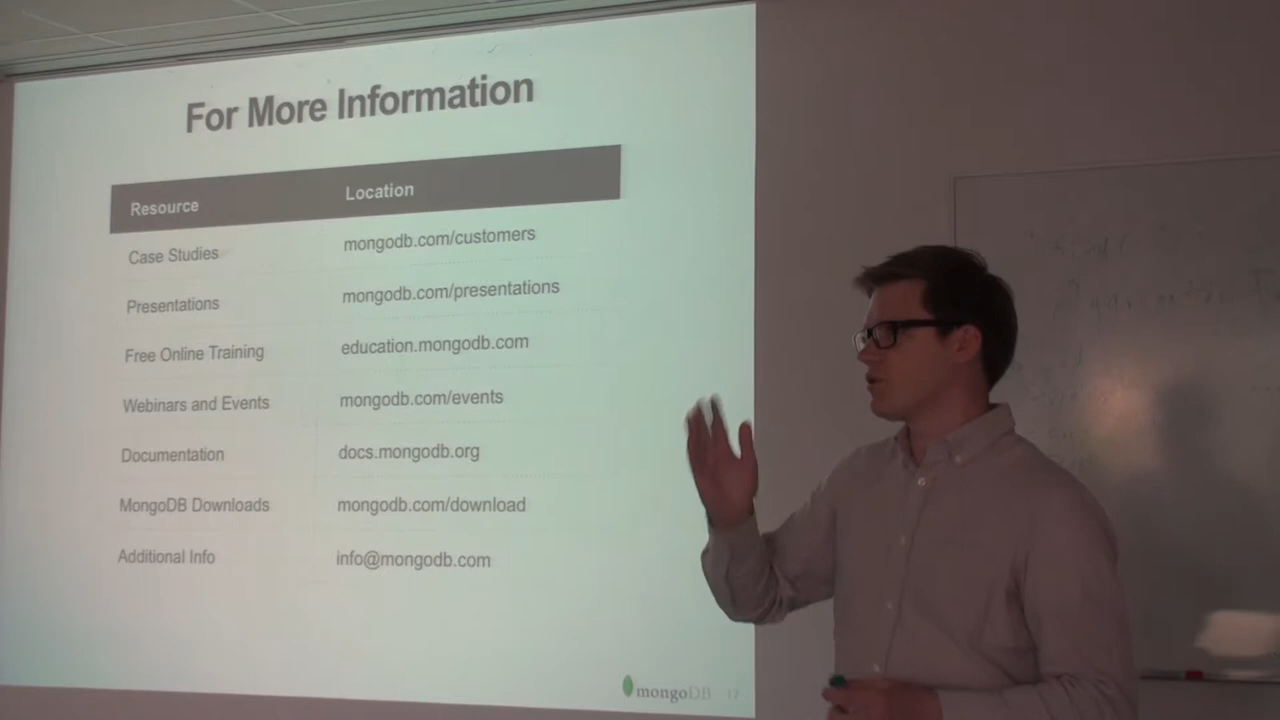 For More Information
Resource Location
Case Studies mongodb.com/customers
Presentations mongodb.com/presentations
Free Online Training education.mongodb.com
Webinars and Events mongodb.com/events
Documentation docs.mongodb.org
MongoDB Downloads mongodb.com/download
Additional Info info@mongodb.com
mongoDB 17